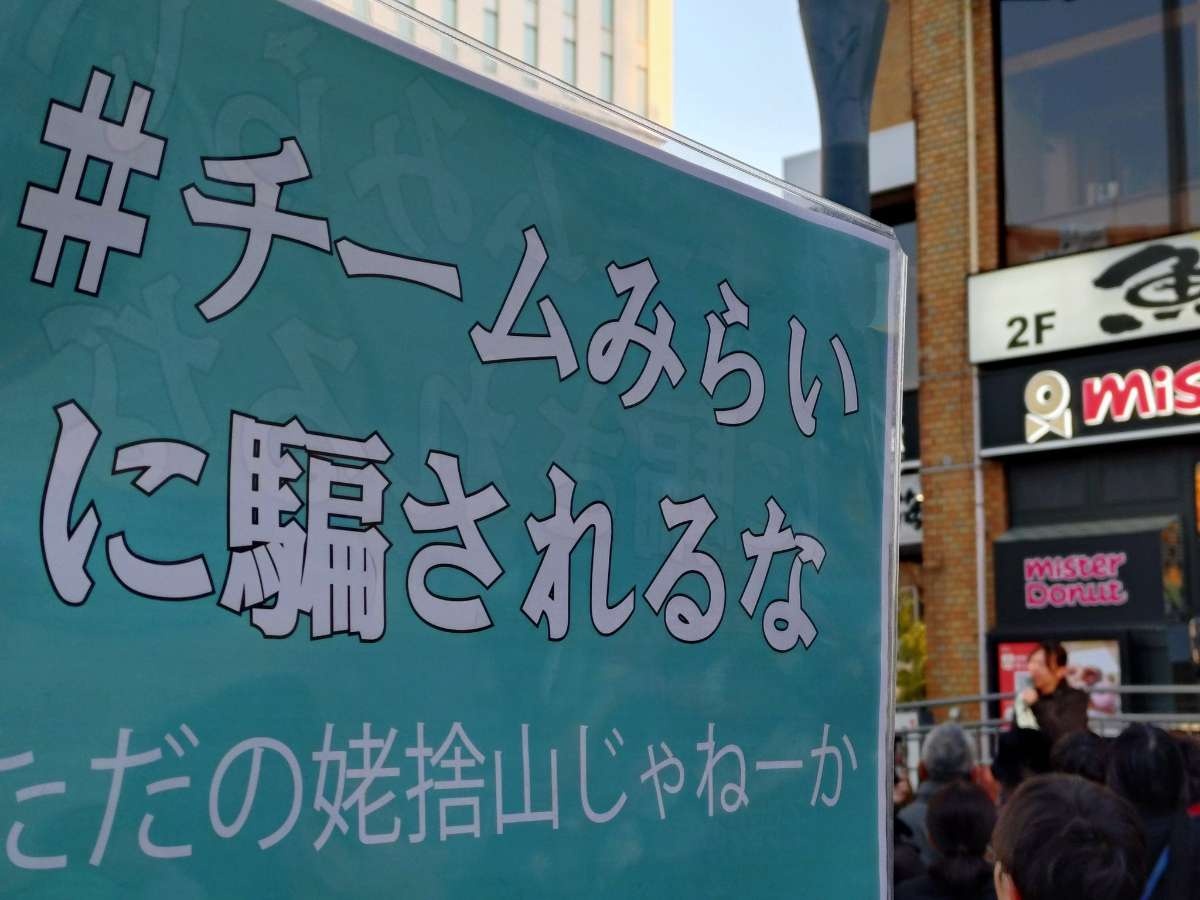 #チームみらい
に騙されるな
ただの姥捨山じゃねーか
2F
Mis
Mister
Donut